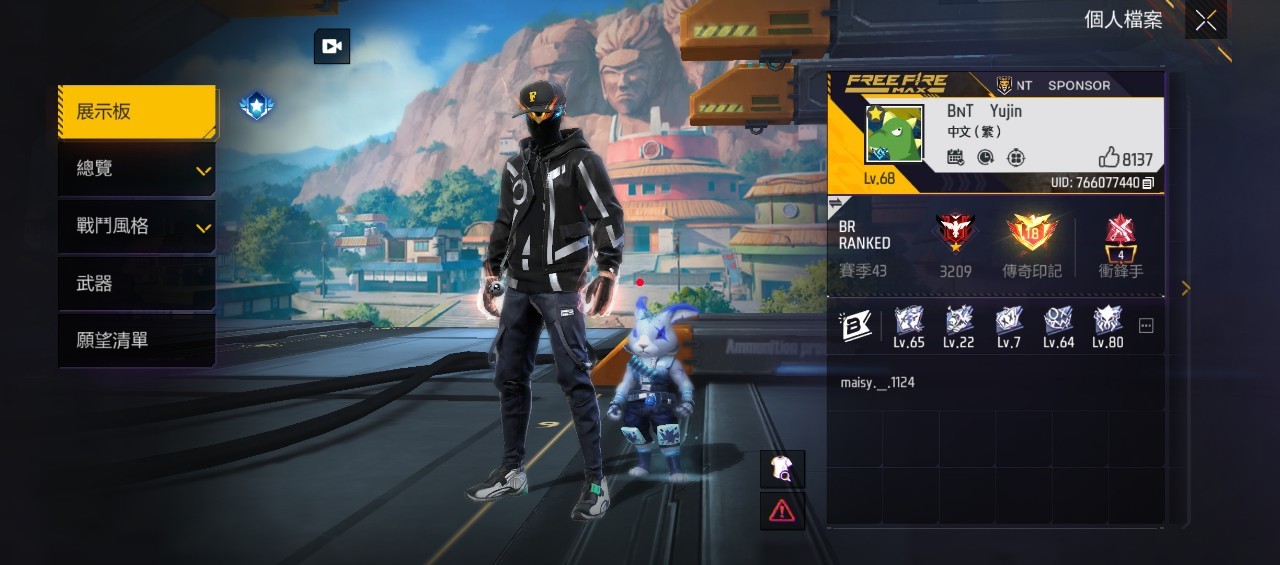 個人檔案
展示板
總覽
戰鬥風格
武器
願望清單
F
FREE FIRE
MAX
NT SPONSOR
BNT Yujin
中文 (繁)
8137
Lv.68
UID: 766077440
BR
RANKED
賽季43
3209
18
傳奇印記
4
衝鋒手
Lv.65
Lv.22
Lv.7
Lv.64
Lv.80
maisy._.1124
Ammunition